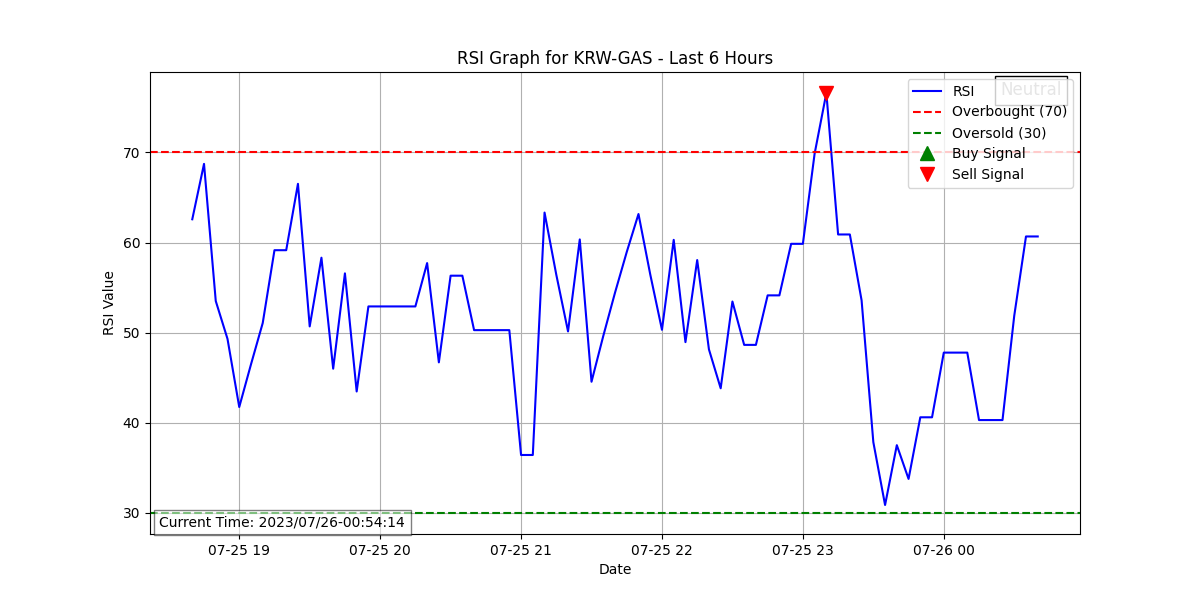 RSI Graph for KRW-GAS - Last 6 Hours
Neutral
RSI
Overbought (70)
Oversold (30)
Buy Signal
Sell Signal
70
60
50
40
30
RSI Value
Current Time: 2023/07/26-00:54:14
07-25 19
07-25 20
07-25 21
07-25 22
07-25 23
07-26 00
Date